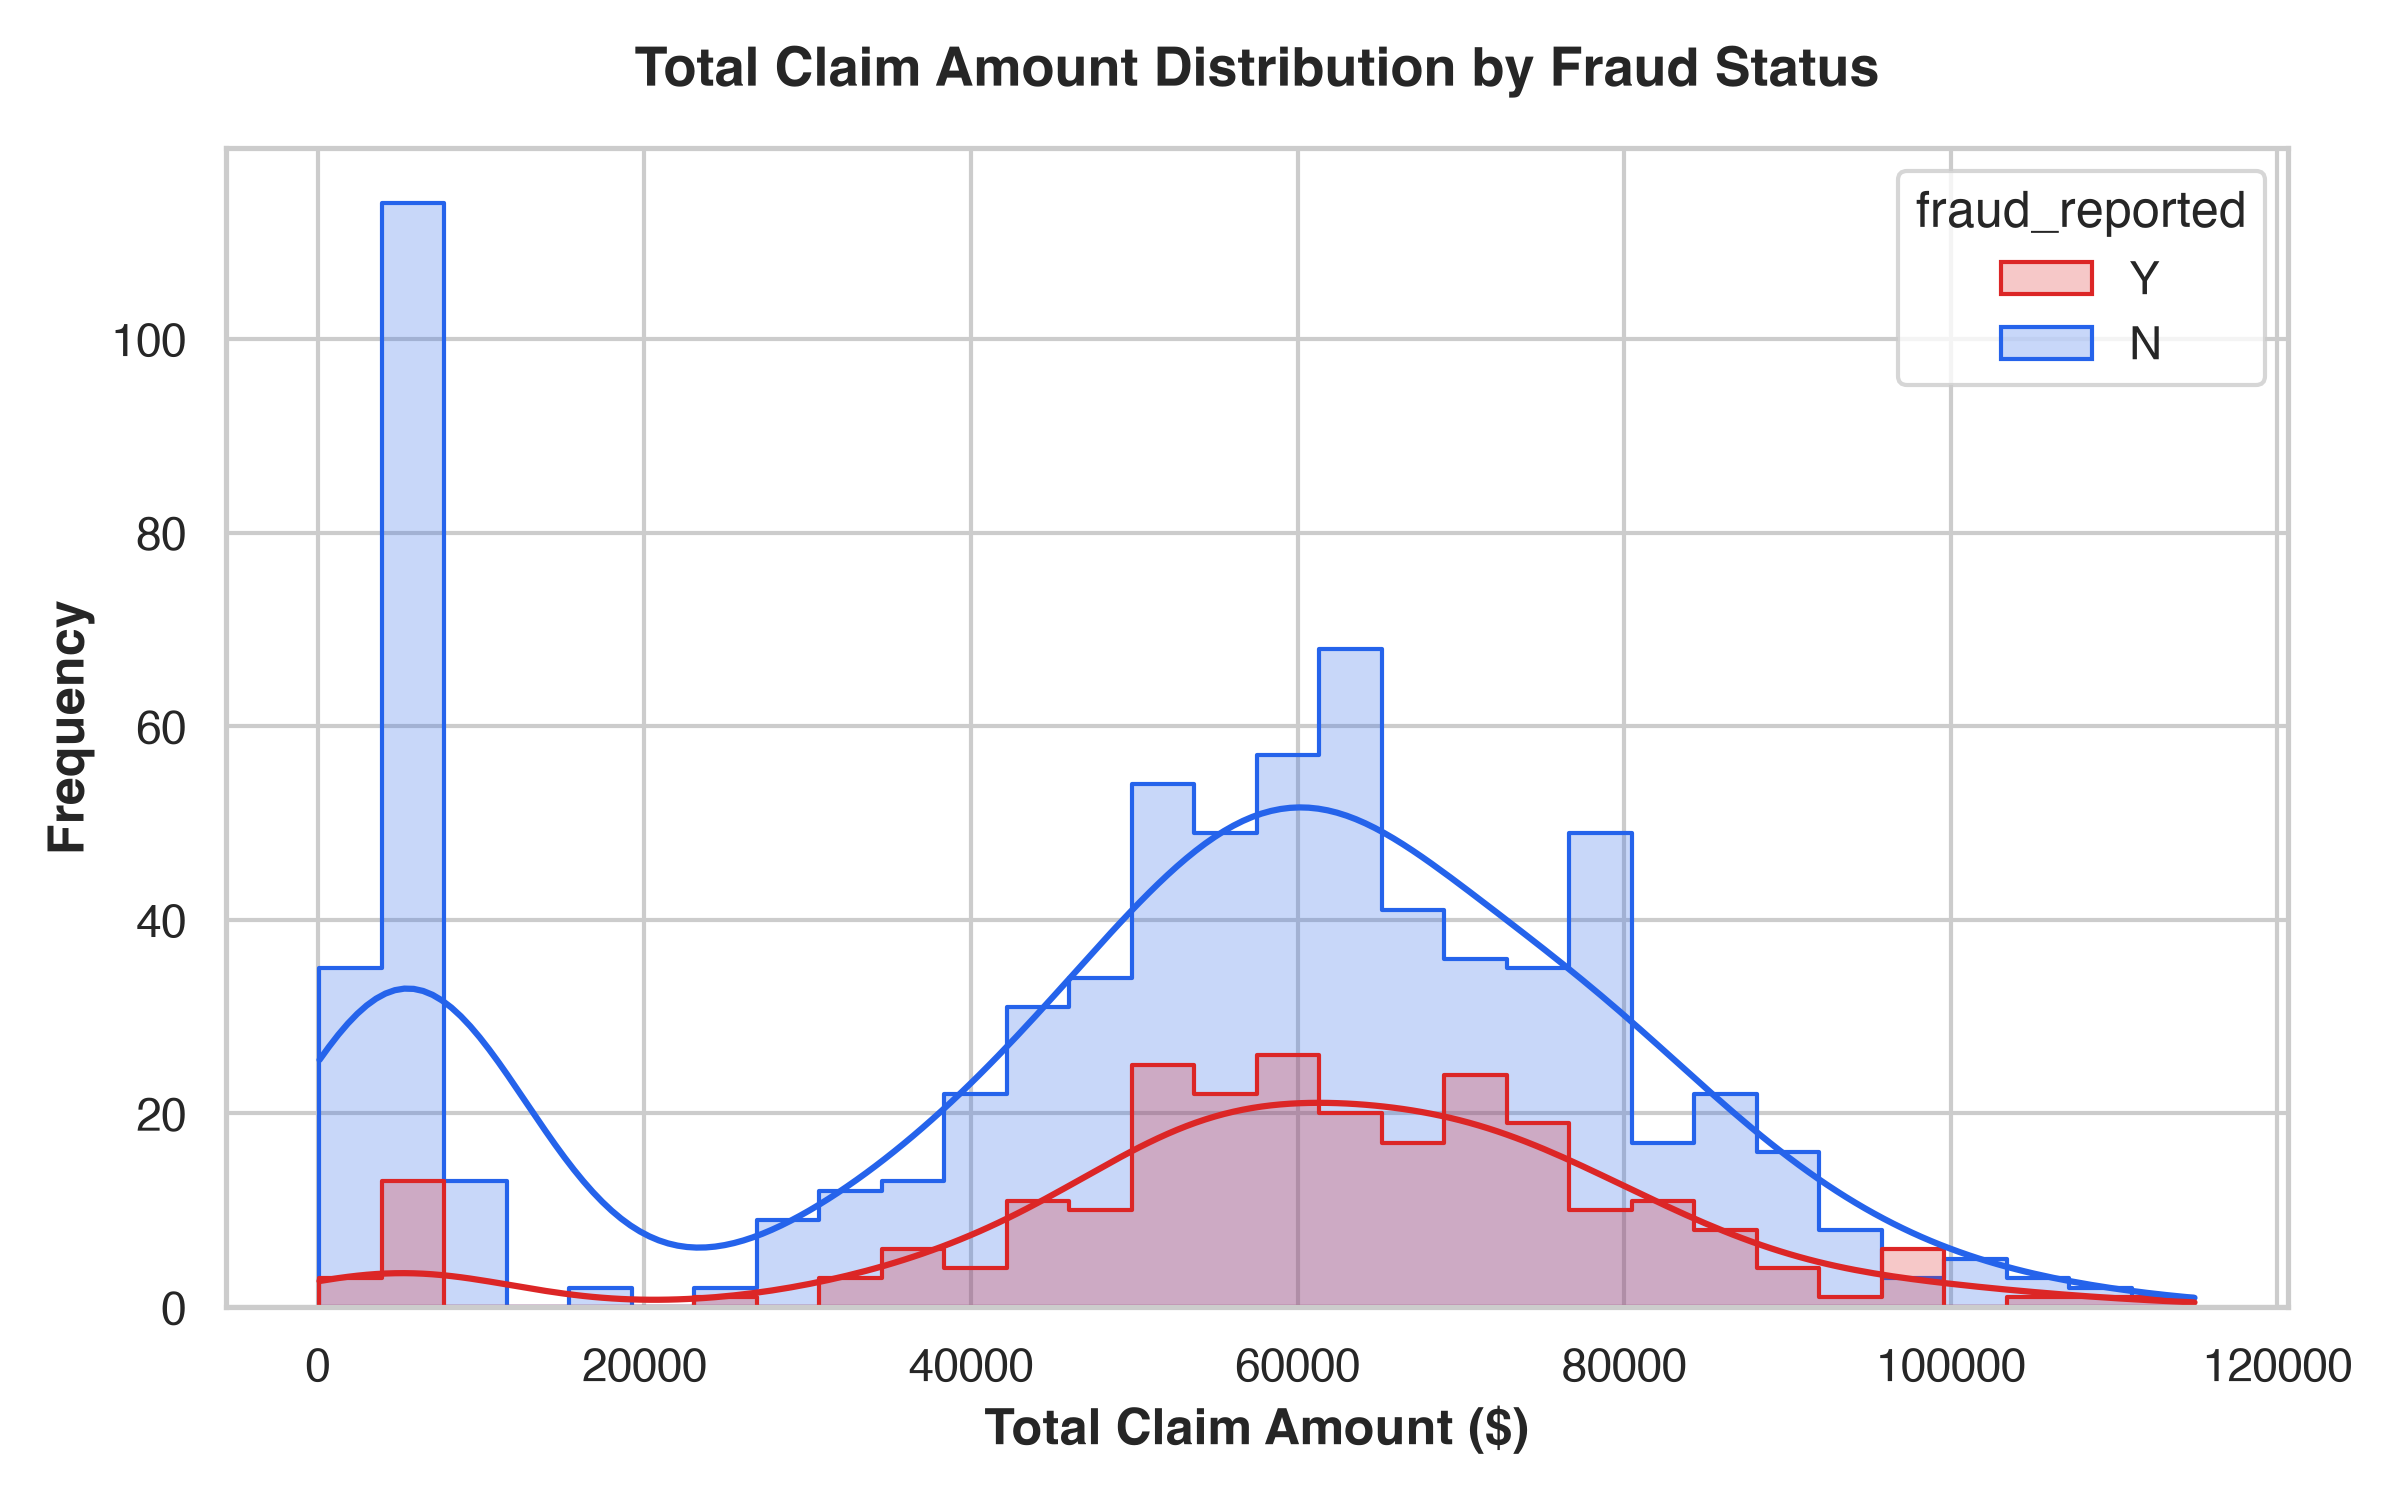 Total Claim Amount Distribution by Fraud Status
fraud_reported
Y
N
Frequency
100
80
60
40
20
0
0 20000 40000 60000 80000 100000 120000
Total Claim Amount ($)